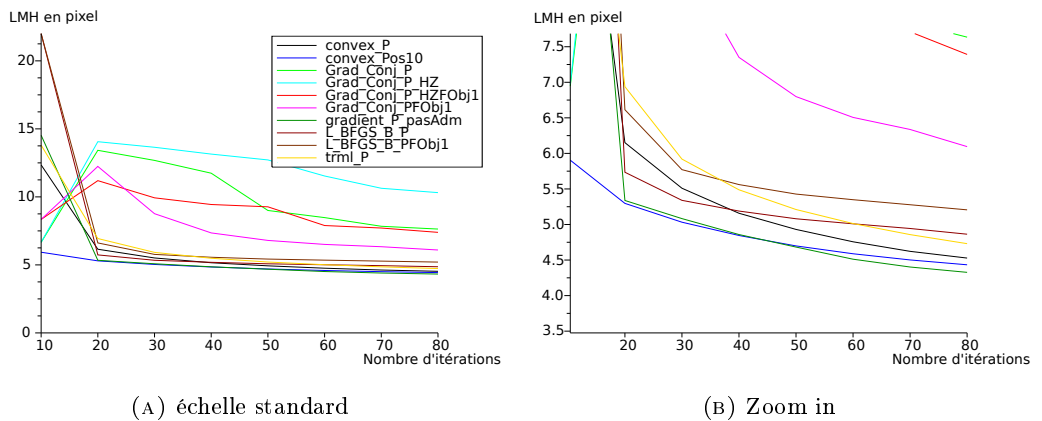 LMH en pixel
20
15
10
5
0
10 20 30 40 50 60 70 80
Nombre d'itérations
convex_P
convex_Pos10
Grad_Conj_P
Grad_Conj_P_HZ
Grad_Conj_P_HZFObj1
Grad_Conj_PFObj1
gradient_P_pasAdm
L_BFGS_B_P
L_BFGS_B_PFObj1
trml_P
(A) échelle standard
LMH en pixel
7.5
7.0
6.5
6.0
5.5
5.0
4.5
4.0
3.5
20 30 40 50 60 70 80
Nombre d'itérations
(B) Zoom in